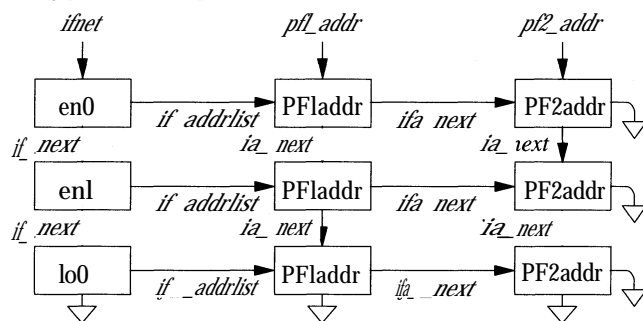 ifnet pf1_addr pf2_addr
en0 PF1addr PF2addr
if_addrlist ifa_next
if_next ia_next ia_next
en1 PF1addr PF2addr
if_addrlist ifa_next
if_next ia_next ia_next
lo0 PF1addr PF2addr
if_addrlist ifa_next